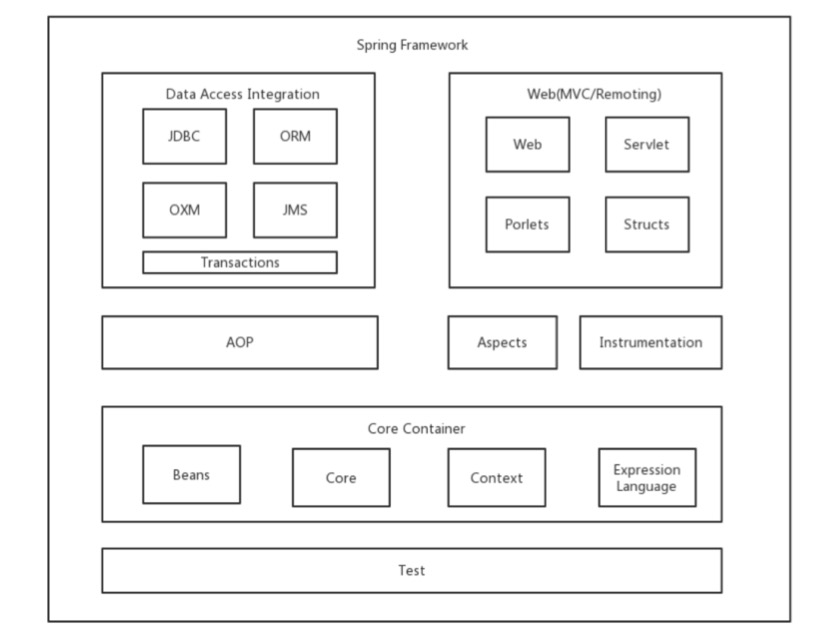 Spring Framework
Data Access Integration
JDBC
ORM
OXM
JMS
Transactions
Web(MVC/Remoting)
Web
Servlet
Porlets
Structs
AOP
Aspects
Instrumentation
Core Container
Beans
Core
Context
Expression
Language
Test